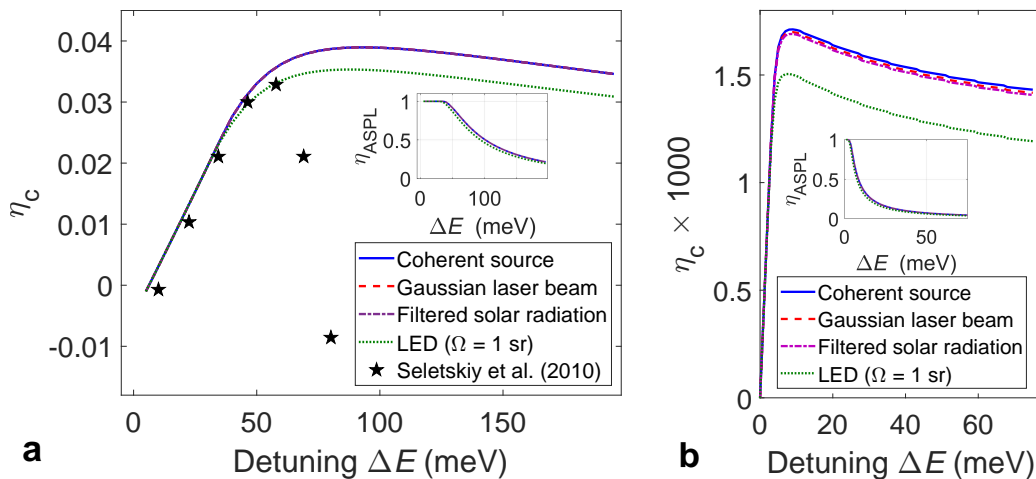 0.04
0.03
0.02
0.01
0
-0.01
η_c
0 50 100 150
Detuning ΔE (meV)
a
1
0.5
0
η_ASPL
0 100
ΔE (meV)
Coherent source
Gaussian laser beam
Filtered solar radiation
LED (Ω = 1 sr)
Seletskiy et al. (2010)
1.5
1
0.5
0
η_c × 1000
0 20 40 60
Detuning ΔE (meV)
b
1
0.5
0
η_ASPL
0 50
ΔE (meV)
Coherent source
Gaussian laser beam
Filtered solar radiation
LED (Ω = 1 sr)